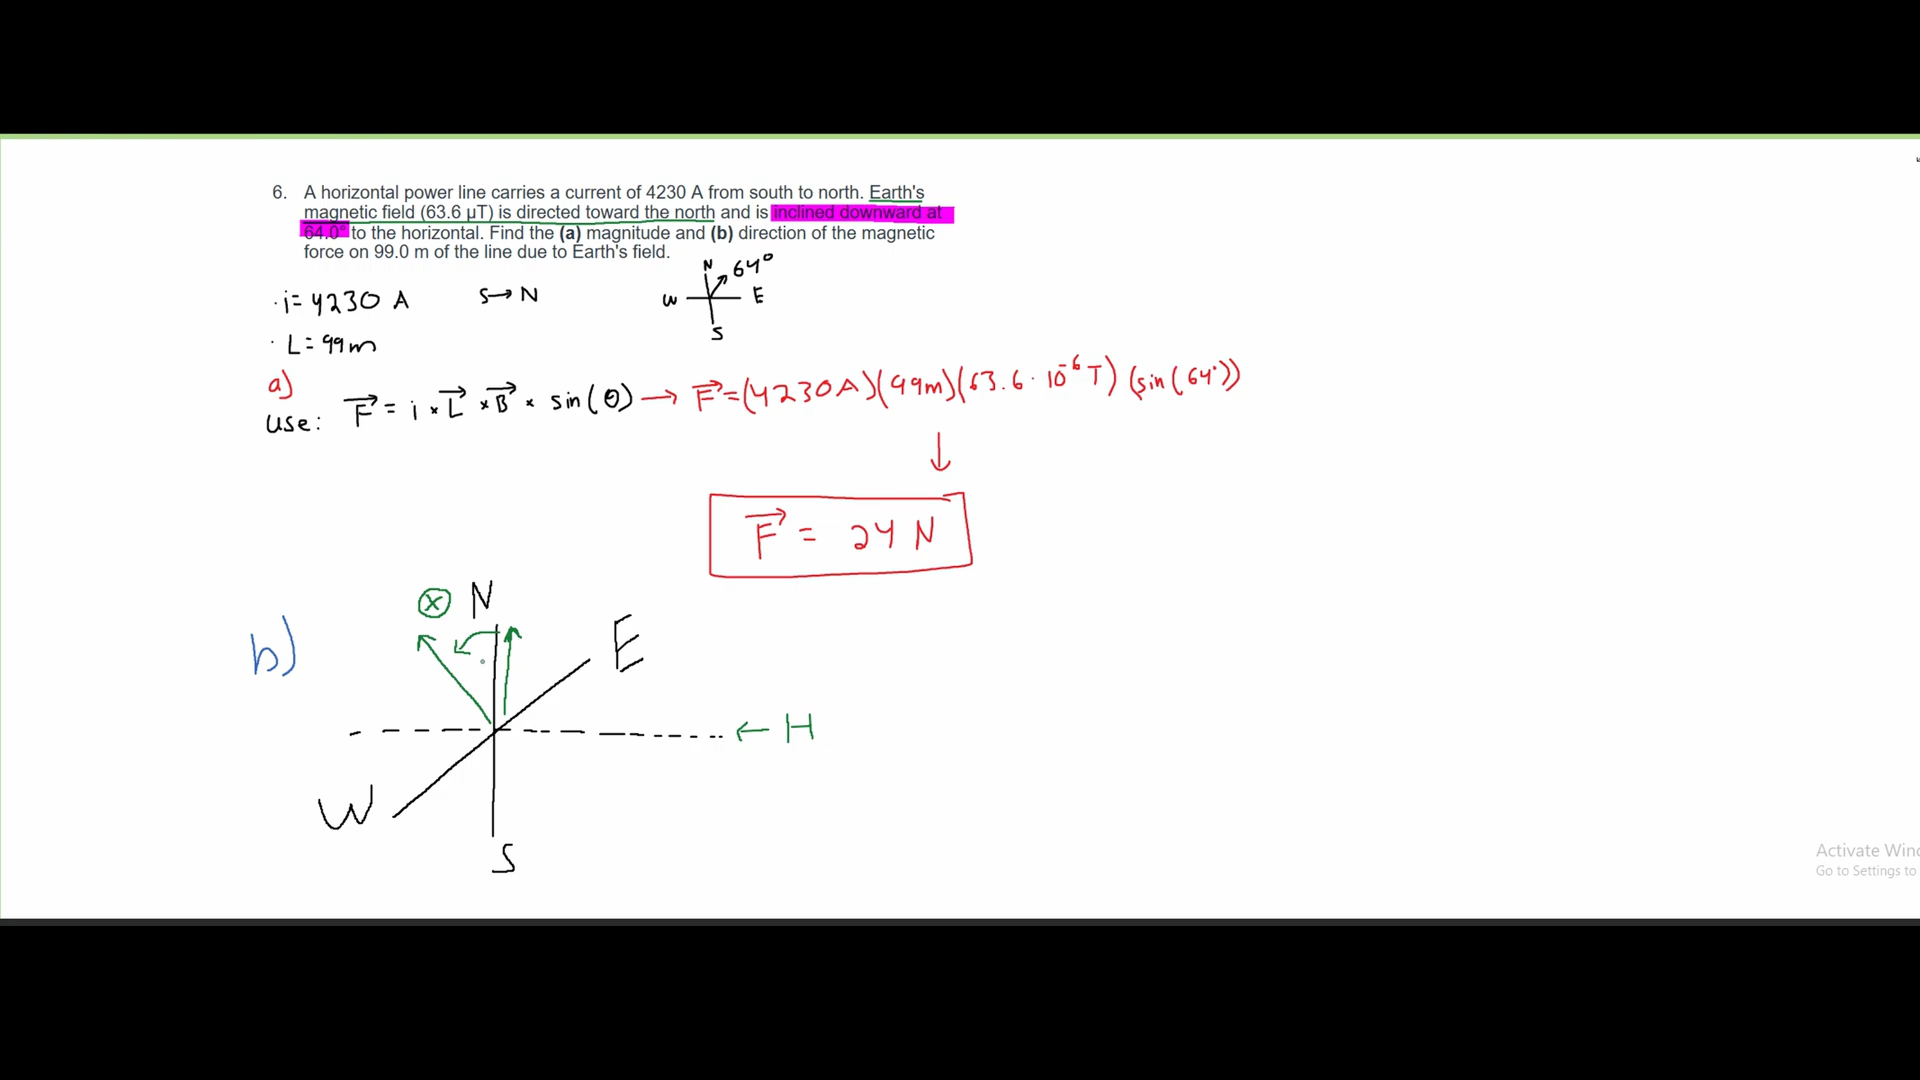 6. A horizontal power line carries a current of 4230 A from south to north. Earth's
magnetic field (63.6 μT) is directed toward the north and is inclined downward at
64.0° to the horizontal. Find the (a) magnitude and (b) direction of the magnetic
force on 99.0 m of the line due to Earth's field.
N 64°
· i = 4230 A S → N W E
S
· L = 99m
a)
Use: F⃗ = i × L⃗ × B⃗ × sin(θ) → F⃗ = (4230A)(99m)(63.6 · 10⁻⁶ T)(sin(64°))
↓
F⃗ = 24 N
b)
ⓧ N
E
← H
W
S
Activate Win
Go to Settings to